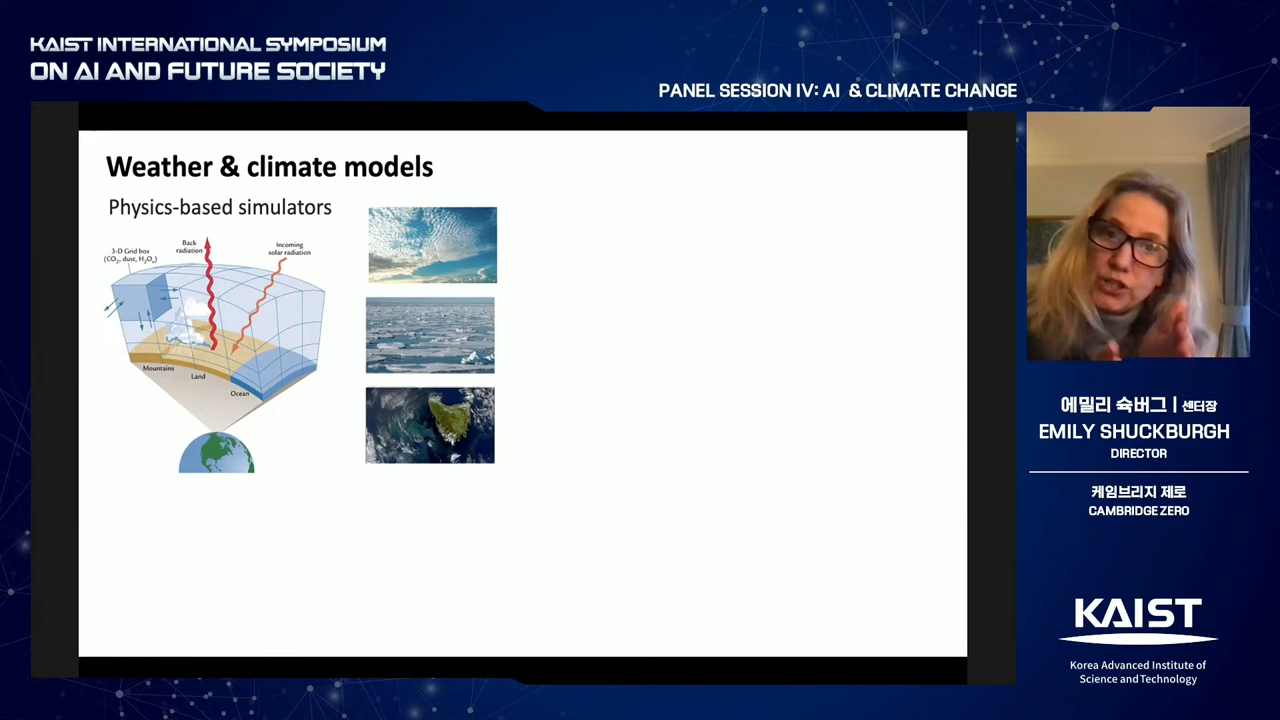 KAIST INTERNATIONAL SYMPOSIUM
ON AI AND FUTURE SOCIETY
PANEL SESSION IV: AI & CLIMATE CHANGE
Weather & climate models
Physics-based simulators
3-D Grid box
(CO₂, dust, H₂Oᵥ)
Back
radiation
Incoming
solar radiation
Mountains
Land
Ocean
에밀리 슉버그 | 센터장
EMILY SHUCKBURGH
DIRECTOR
케임브리지 제로
CAMBRIDGE ZERO
KAIST
Korea Advanced Institute of
Science and Technology